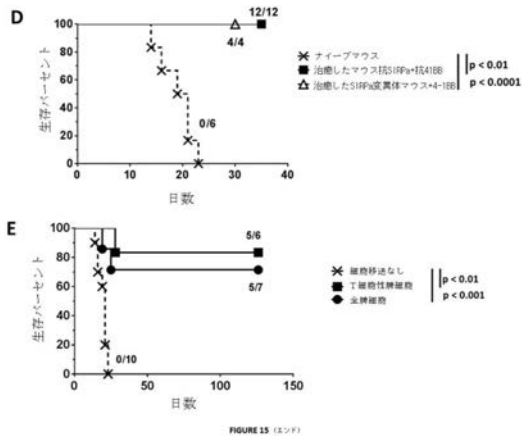 D
12/12
4/4
0/6
100
80
60
40
20
0
0 10 20 30 40
生存パーセント
日数
ナイーブマウス
治癒したマウス抗SIRPa+抗41BB
治癒したSIRPa変異体マウス+4-1BB
p < 0.01
p < 0.0001
E
5/6
5/7
0/10
100
80
60
40
20
0
0 50 100 150
生存パーセント
日数
細胞移送なし
T細胞性脾細胞
全脾細胞
p < 0.01
p < 0.001
FIGURE 15 (エンド)